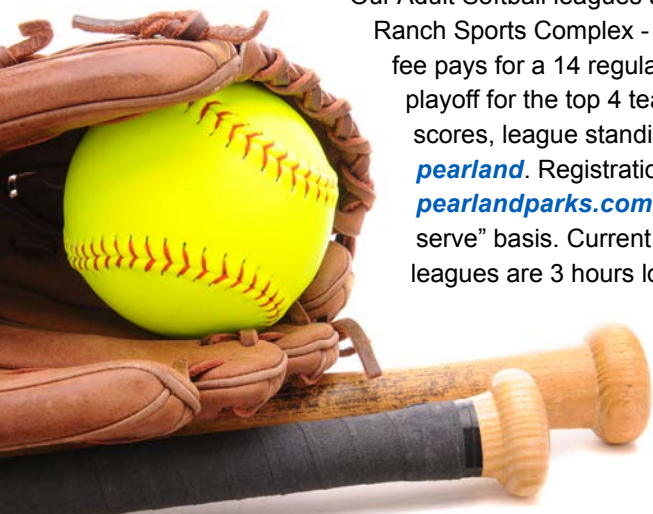 Our Adult Softball leagues
Ranch Sports Complex -
fee pays for a 14 regula
playoff for the top 4 tea
scores, league standi
pearland. Registratio
pearlandparks.com
serve” basis. Current
leagues are 3 hours lo